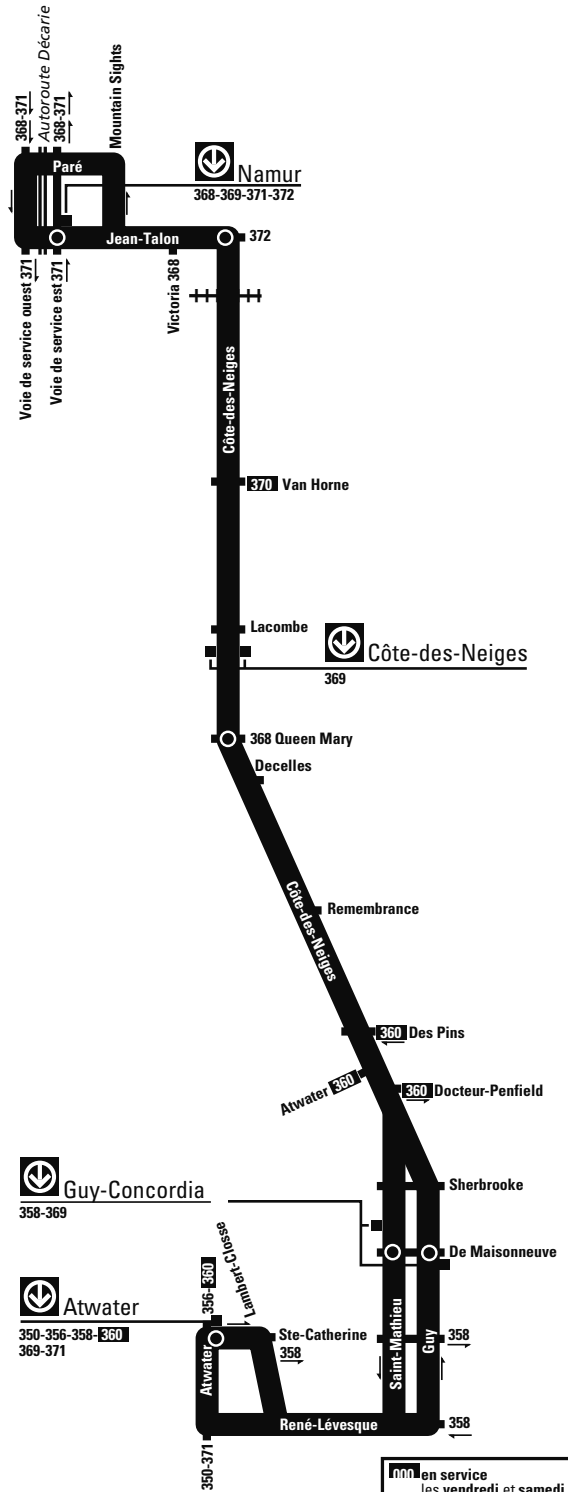 368-371
Autoroute Décarie
368-371
Mountain Sights
Paré
Namur
368-369-371-372
Jean-Talon
372
Voie de service ouest 371
Voie de service est 371
Victoria 368
Côte-des-Neiges
370 Van Horne
Lacombe
Côte-des-Neiges
369
368 Queen Mary
Decelles
Côte-des-Neiges
Remembrance
360 Des Pins
Atwater 360
360 Docteur-Penfield
Guy-Concordia
358-369
Sherbrooke
De Maisonneuve
Atwater
350-356-358-360
369-371
356-360
Lambert-Closse
Ste-Catherine
358
Atwater
Saint-Mathieu
Guy
358
René-Lévesque
358
350-371
000 en service
les vendredi et samedi